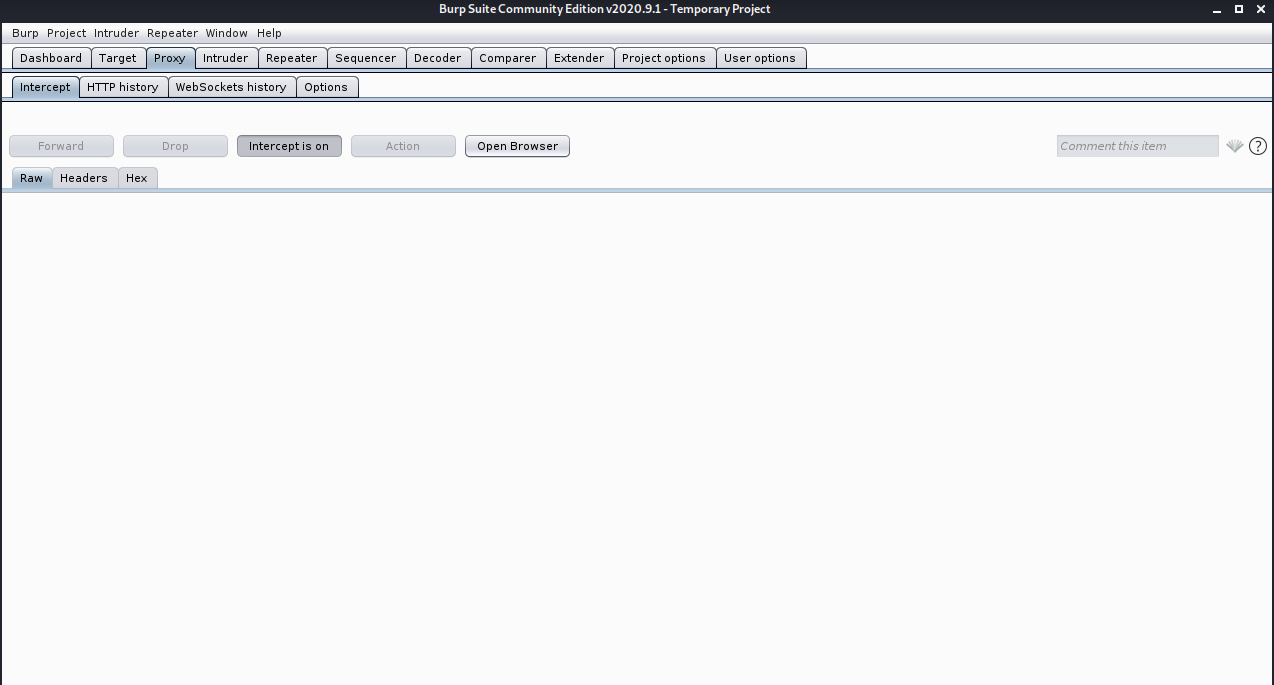 Burp Suite Community Edition v2020.9.1 - Temporary Project
Burp Project Intruder Repeater Window Help
Dashboard Target Proxy Intruder Repeater Sequencer Decoder Comparer Extender Project options User options
Intercept HTTP history WebSockets history Options
Forward Drop Intercept is on Action Open Browser Comment this item ?
Raw Headers Hex